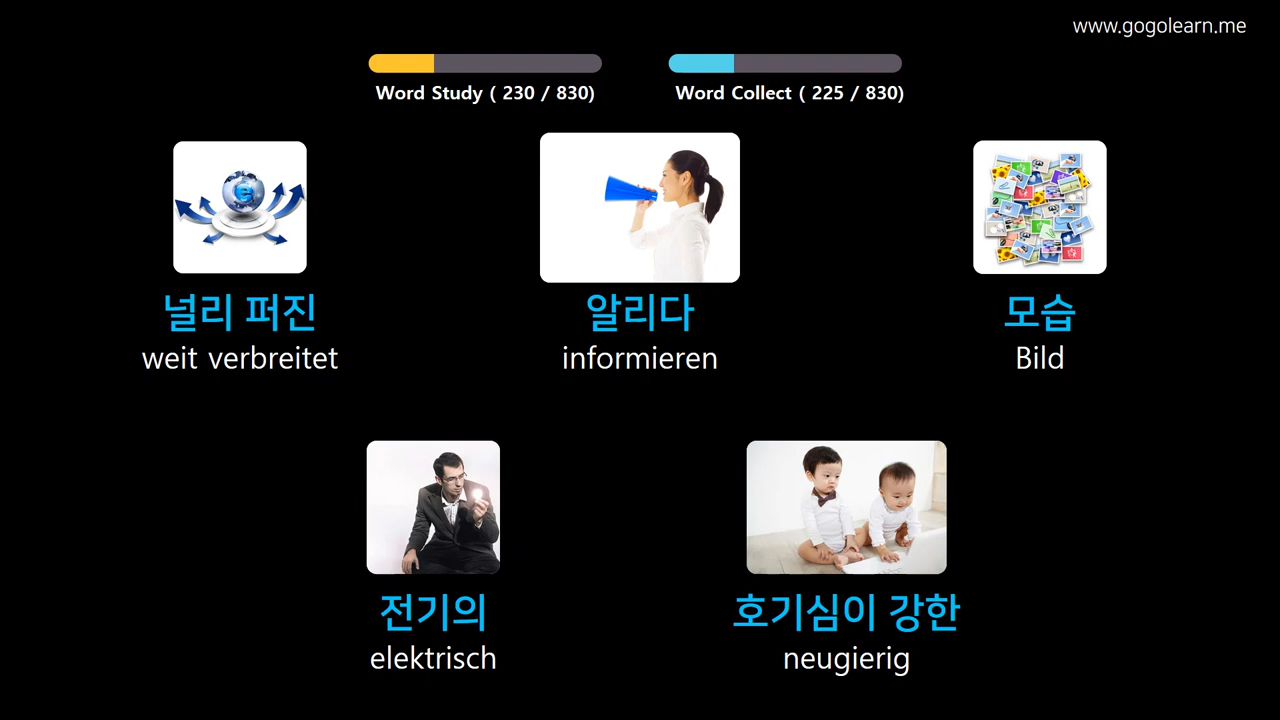 www.gogolearn.me
Word Study ( 230 / 830)
Word Collect ( 225 / 830)
널리 퍼진
weit verbreitet
알리다
informieren
모습
Bild
전기의
elektrisch
호기심이 강한
neugierig